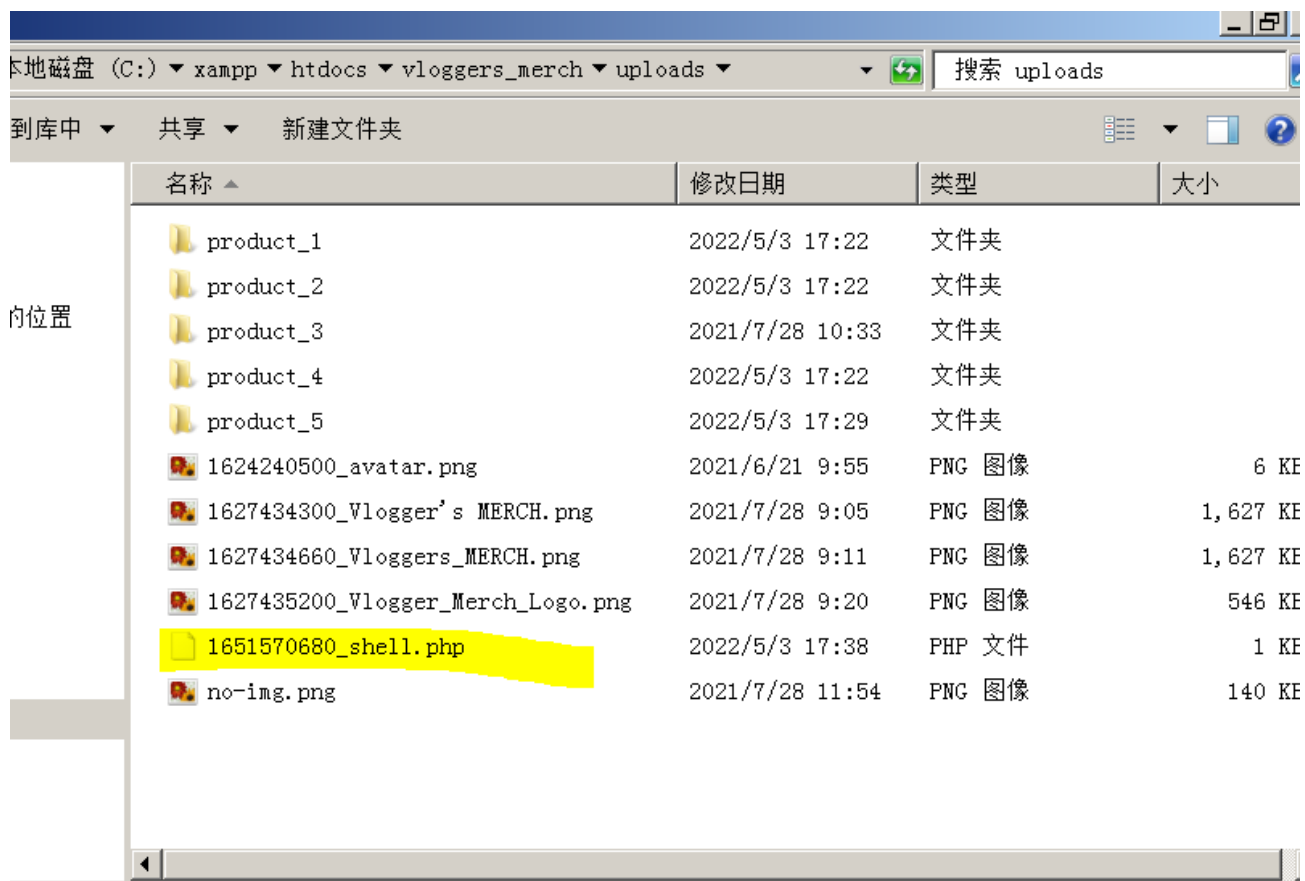 本地磁盘 (C:) ▼ xampp ▼ htdocs ▼ vloggers_merch ▼ uploads ▼ 搜索 uploads
到库中 ▼ 共享 ▼ 新建文件夹
名称 修改日期 类型 大小
product_1 2022/5/3 17:22 文件夹
product_2 2022/5/3 17:22 文件夹
的位置
product_3 2021/7/28 10:33 文件夹
product_4 2022/5/3 17:22 文件夹
product_5 2022/5/3 17:29 文件夹
1624240500_avatar.png 2021/6/21 9:55 PNG 图像 6 KB
1627434300_Vlogger's MERCH.png 2021/7/28 9:05 PNG 图像 1,627 KB
1627434660_Vloggers_MERCH.png 2021/7/28 9:11 PNG 图像 1,627 KB
1627435200_Vlogger_Merch_Logo.png 2021/7/28 9:20 PNG 图像 546 KB
1651570680_shell.php 2022/5/3 17:38 PHP 文件 1 KB
no-img.png 2021/7/28 11:54 PNG 图像 140 KB